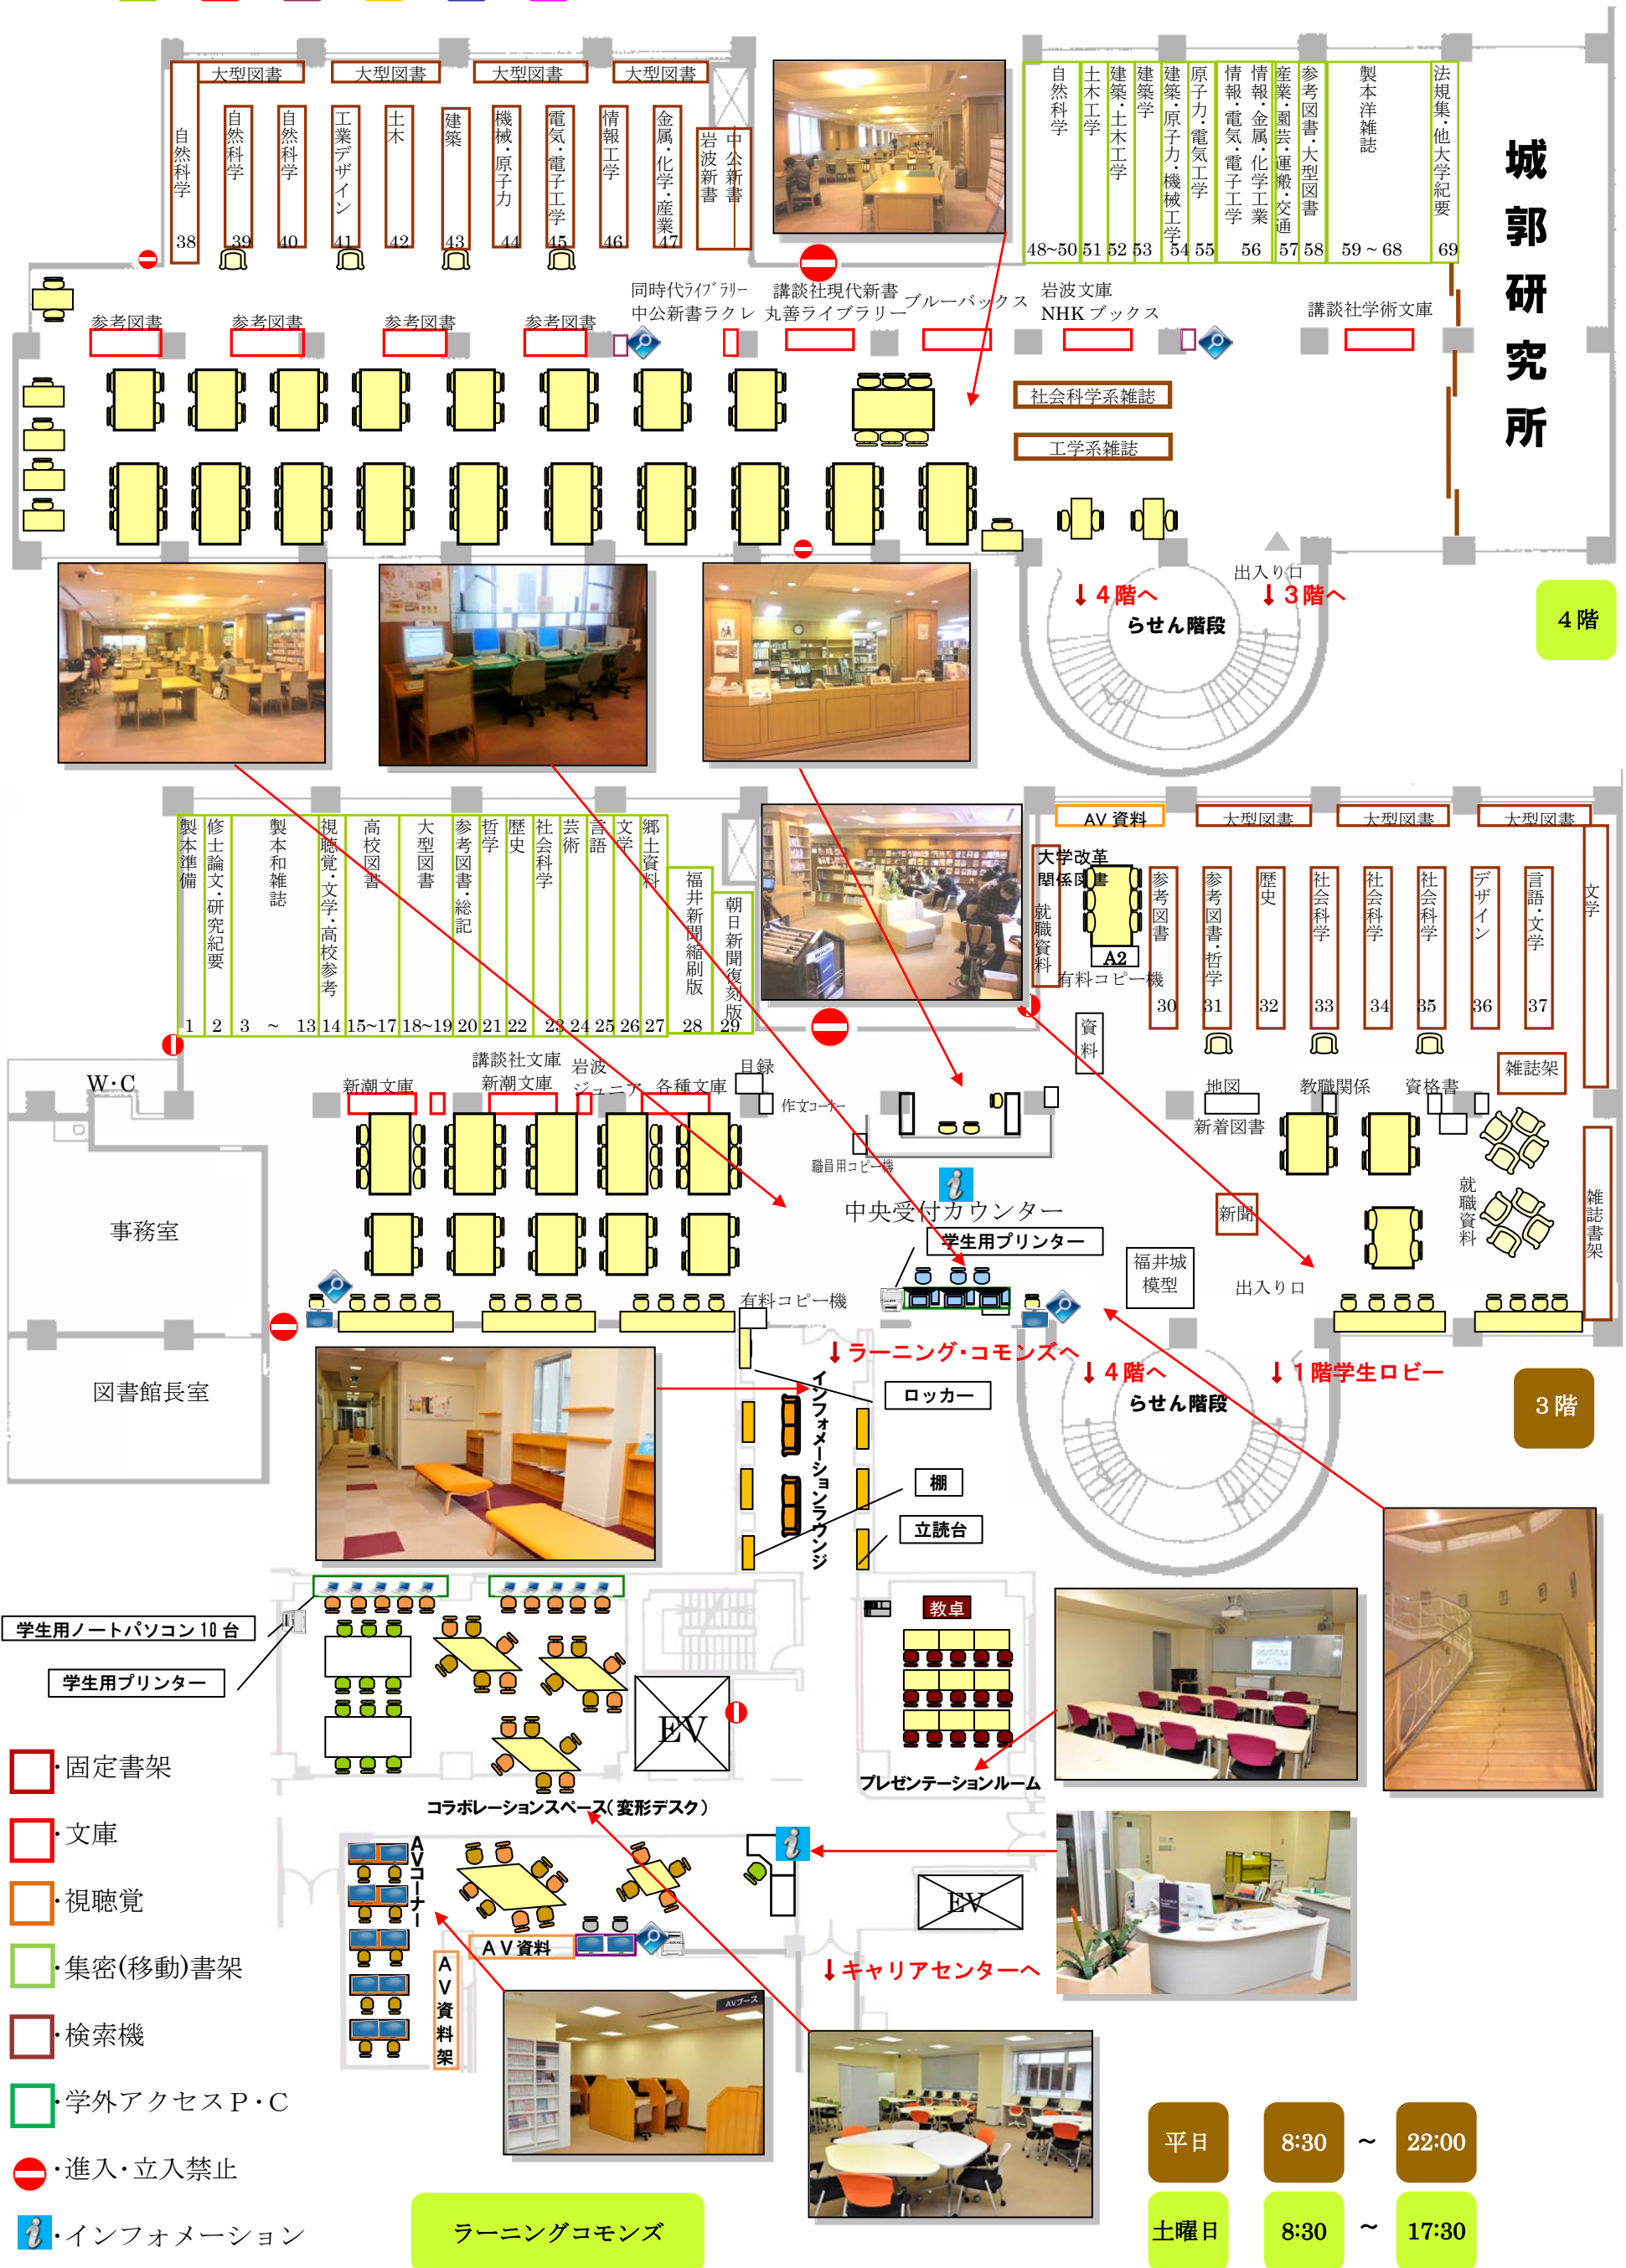 大型図書
大型図書
大型図書
大型図書
自然科学
38
自然科学
39
自然科学
40
工業デザイン
41
土木
42
建築
43
機械・原子力
44
電気・電子工学
45
情報工学
46
金属・化学・産業
47
岩波新書
中公新書
自然科学
48~50
土木工学
51
建築・土木工学
52
建築学
53
建築・原子力・機械工学
54
原子力・電気工学
55
情報・電気・電子工学
情報・金属・化学工業
56
産業・園芸・運搬・交通
57
参考図書・大型図書
58
製本洋雑誌
59～68
法規集・他大学紀要
69
城郭研究所
参考図書
参考図書
参考図書
参考図書
同時代ﾗｲﾌﾞﾗﾘｰ
中公新書ラクレ
講談社現代新書
丸善ライブラリー
ブルーバックス
岩波文庫
NHKブックス
講談社学術文庫
社会科学系雑誌
工学系雑誌
出入り口
↓4階へ
↓3階へ
らせん階段
4階
製本準備
1
修士論文・研究紀要
2
製本和雑誌
3 ～ 13
視聴覚・文学・高校参考
14
高校図書
15~17
大型図書
18~19
参考図書・総記
20
哲学
21
歴史
22
社会科学
23
芸術
24
言語
25
文学
26
郷土資料
27
福井新聞縮刷版
28
朝日新聞復刻版
29
AV資料
大型図書
大型図書
大型図書
大学改革
関係図書
就職資料
A2
有料コピー機
参考図書
30
参考図書・哲学
31
歴史
32
社会科学
33
社会科学
34
社会科学
35
デザイン
36
言語・文学
37
文学
資料
雑誌架
W・C
新潮文庫
講談社文庫
新潮文庫
岩波
ジュニア
各種文庫
目録
作文コーナー
職員用コピー機
地図
新着図書
教職関係
資格書
就職資料
雑誌書架
新聞
中央受付カウンター
学生用プリンター
福井城
模型
出入り口
事務室
図書館長室
有料コピー機
↓ラーニング・コモンズへ
↓4階へ
↓1階学生ロビー
らせん階段
3階
ロッカー
インフォメーションラウンジ
棚
立読台
学生用ノートパソコン10台
学生用プリンター
EV
教卓
プレゼンテーションルーム
コラボレーションスペース(変形デスク)
AVコーナー
AV資料
AV資料架
EV
↓キャリアセンターへ
AVブース
・固定書架
・文庫
・視聴覚
・集密(移動)書架
・検索機
・学外アクセスP・C
・進入・立入禁止
・インフォメーション
ラーニングコモンズ
平日 8:30 ～ 22:00
土曜日 8:30 ～ 17:30